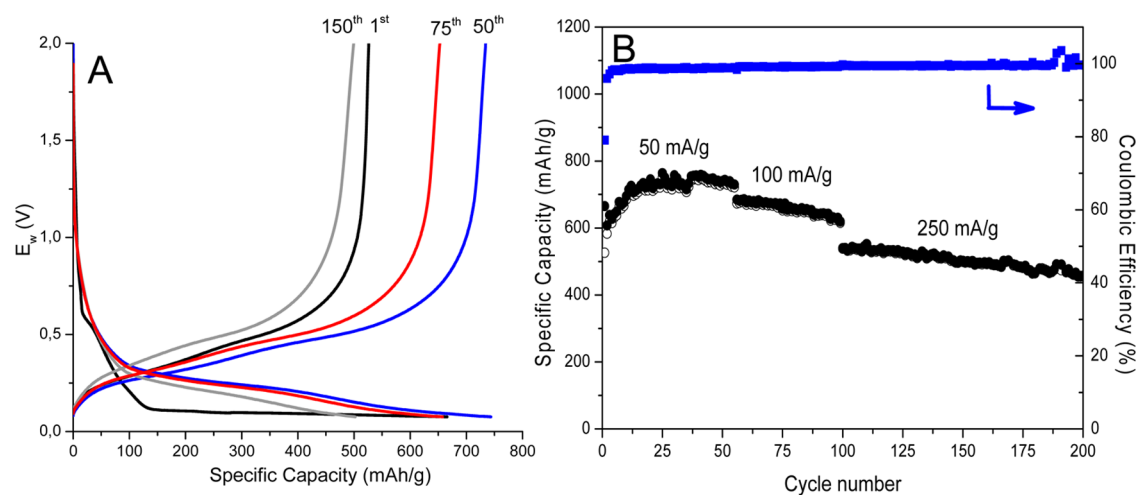 A
150th 1st 75th 50th
2,0
1,5
1,0
0,5
0,0
Ew (V)
0 100 200 300 400 500 600 700 800
Specific Capacity (mAh/g)
B
1200
1000
800
600
400
200
0
Specific Capacity (mAh/g)
50 mA/g
100 mA/g
250 mA/g
100
80
60
40
20
0
Coulombic Efficiency (%)
0 25 50 75 100 125 150 175 200
Cycle number